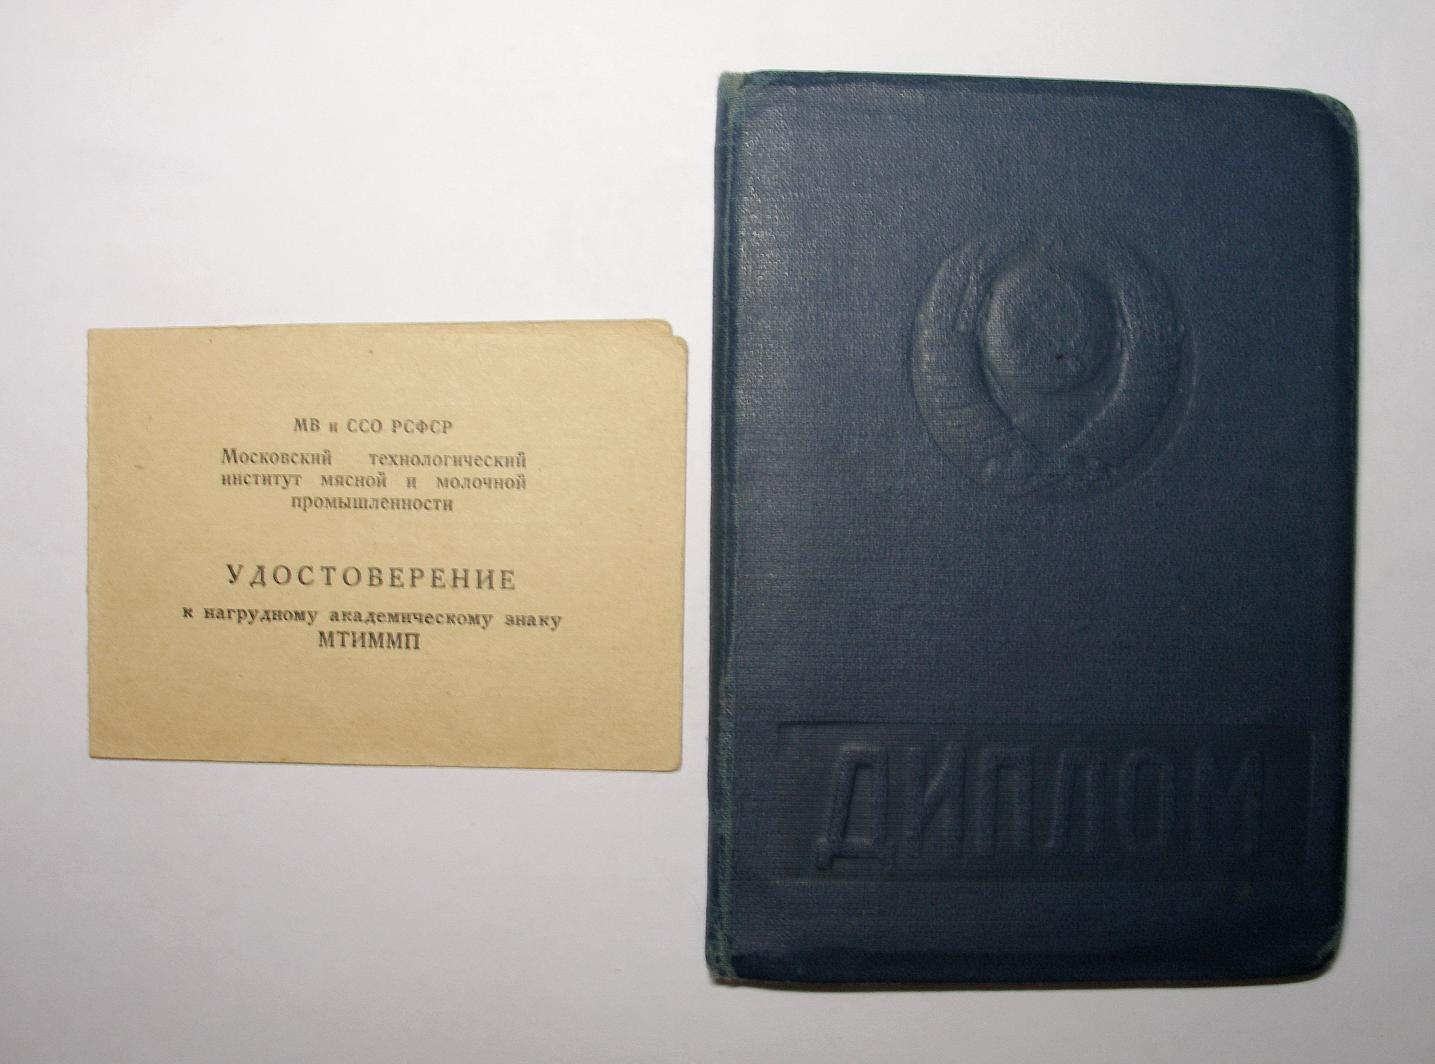 МВ и ССО РСФСР
Московский технологический
институт мясной и молочной
промышленности
УДОСТОВЕРЕНИЕ
к нагрудному академическому знаку
МТИММП
ДИПЛОМ